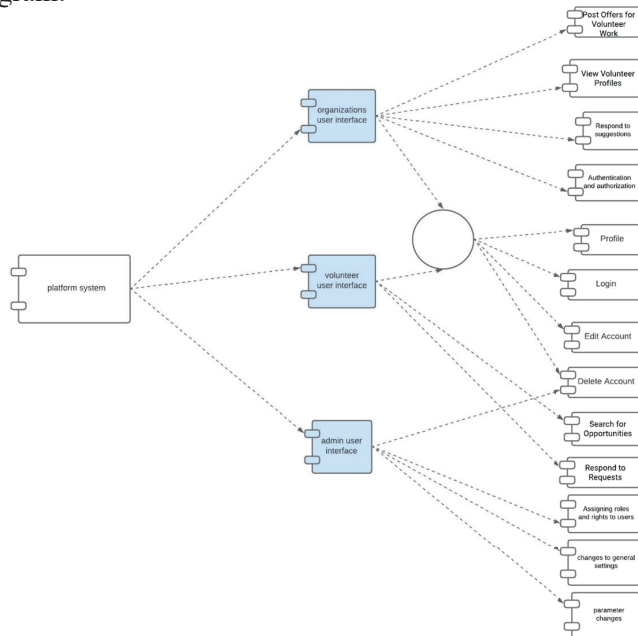 Post Offers for
Volunteer
Work
View Volunteer
Profiles
organizations
user interface
Respond to
suggestions
Authentication
and authorization
Profile
volunteer
user interface
Login
platform system
Edit Account
Delete Account
Search for
Opportunities
admin user
interface
Respond to
Requests
Assigning roles
and rights to users
changes to general
settings
parameter
changes